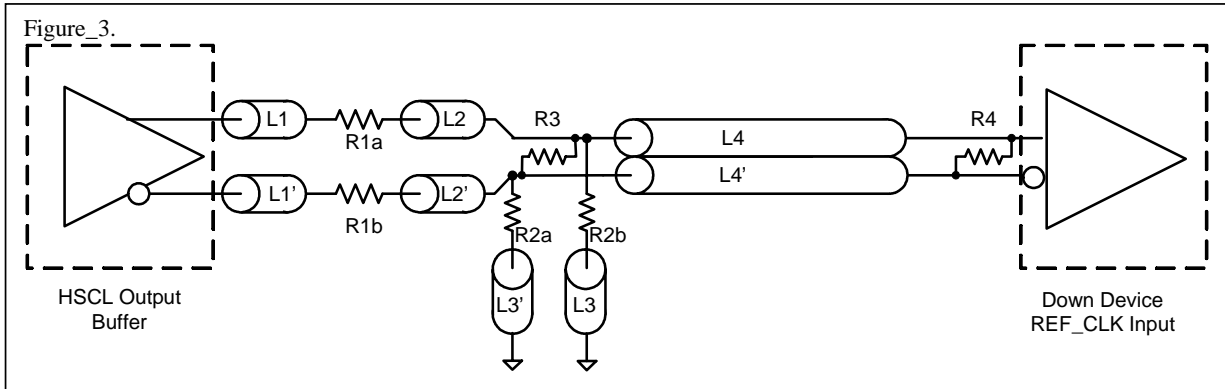 Figure_3.
L1
R1a
L2
R3
L4
R4
L1’
R1b
L2’
L4’
R2a
R2b
L3’
L3
HSCL Output
Buffer
Down Device
REF_CLK Input